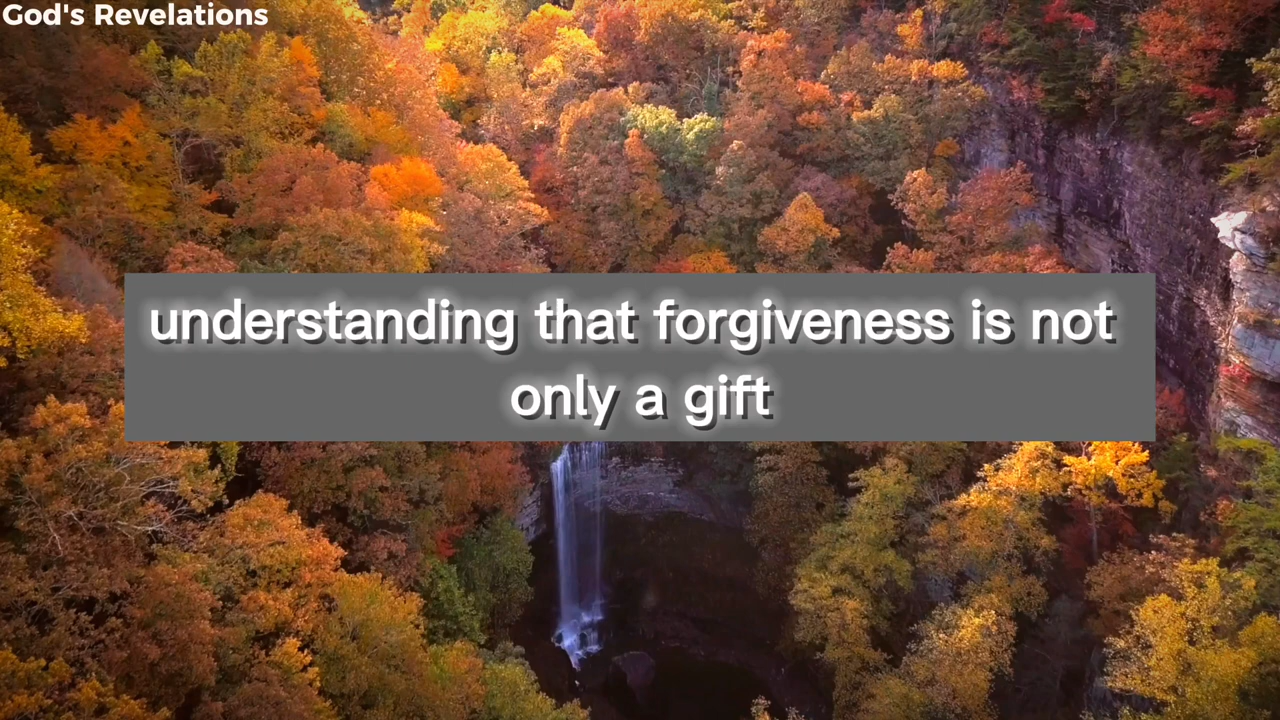 God's Revelations
understanding that forgiveness is not
only a gift